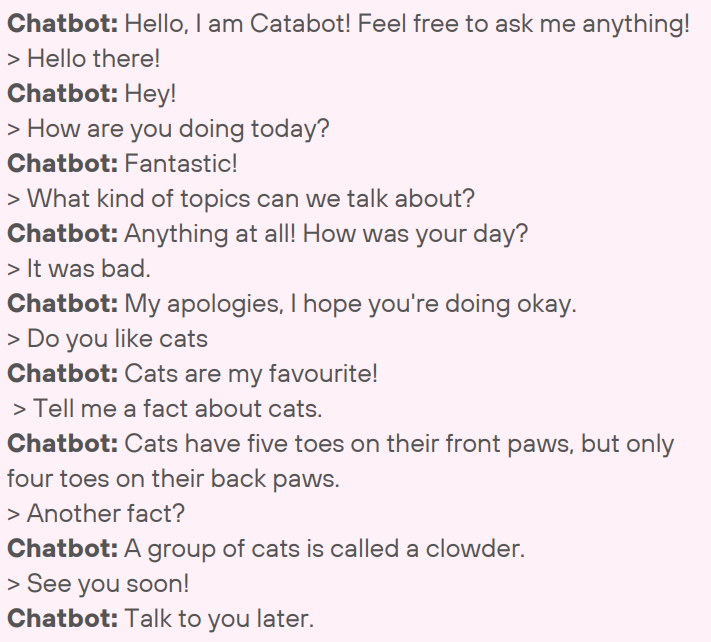 Chatbot: Hello, I am Catabot! Feel free to ask me anything!
> Hello there!
Chatbot: Hey!
> How are you doing today?
Chatbot: Fantastic!
> What kind of topics can we talk about?
Chatbot: Anything at all! How was your day?
> It was bad.
Chatbot: My apologies, I hope you're doing okay.
> Do you like cats
Chatbot: Cats are my favourite!
> Tell me a fact about cats.
Chatbot: Cats have five toes on their front paws, but only
four toes on their back paws.
> Another fact?
Chatbot: A group of cats is called a clowder.
> See you soon!
Chatbot: Talk to you later.